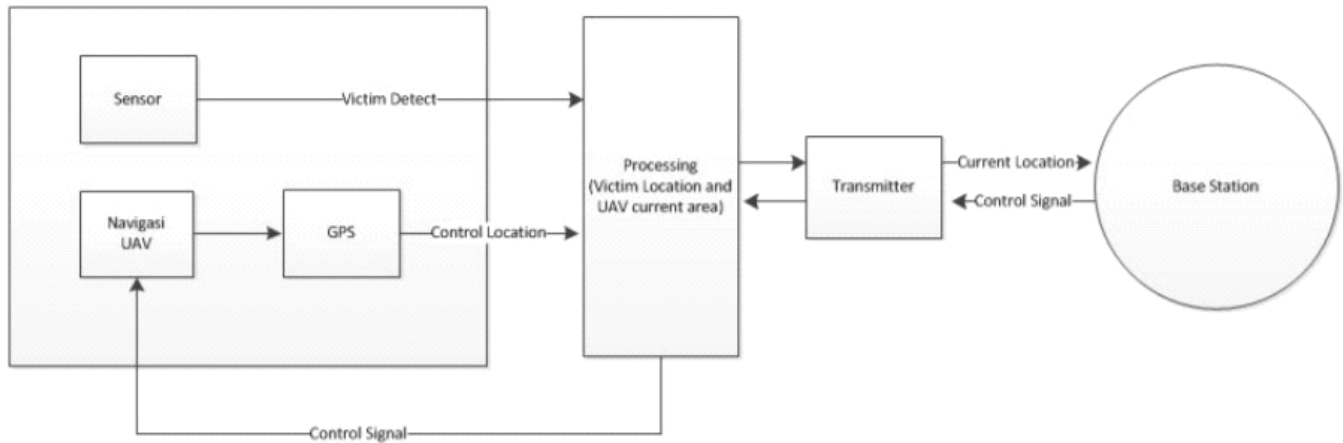 Sensor
Victim Detect
Navigasi
UAV
GPS
Control Location
Processing
(Victim Location and
UAV current area)
Transmitter
Current Location
Control Signal
Base Station
Control Signal